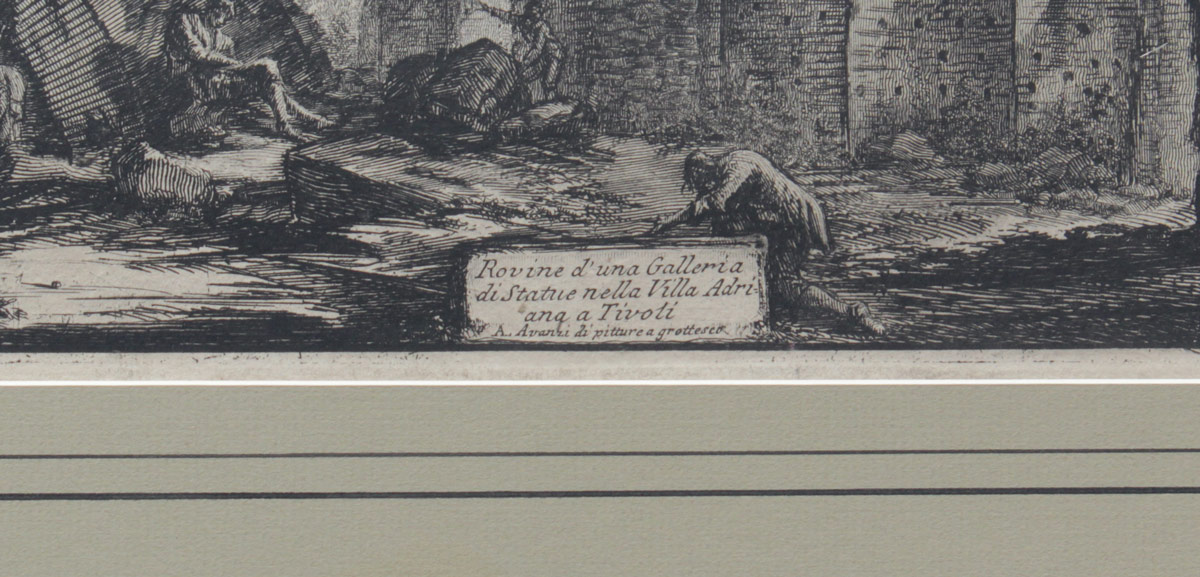 Rovine d'una Galleria
di Statue nella Villa Adri-
ana a Tivoli
A. Avanzi di pitture a grottesco